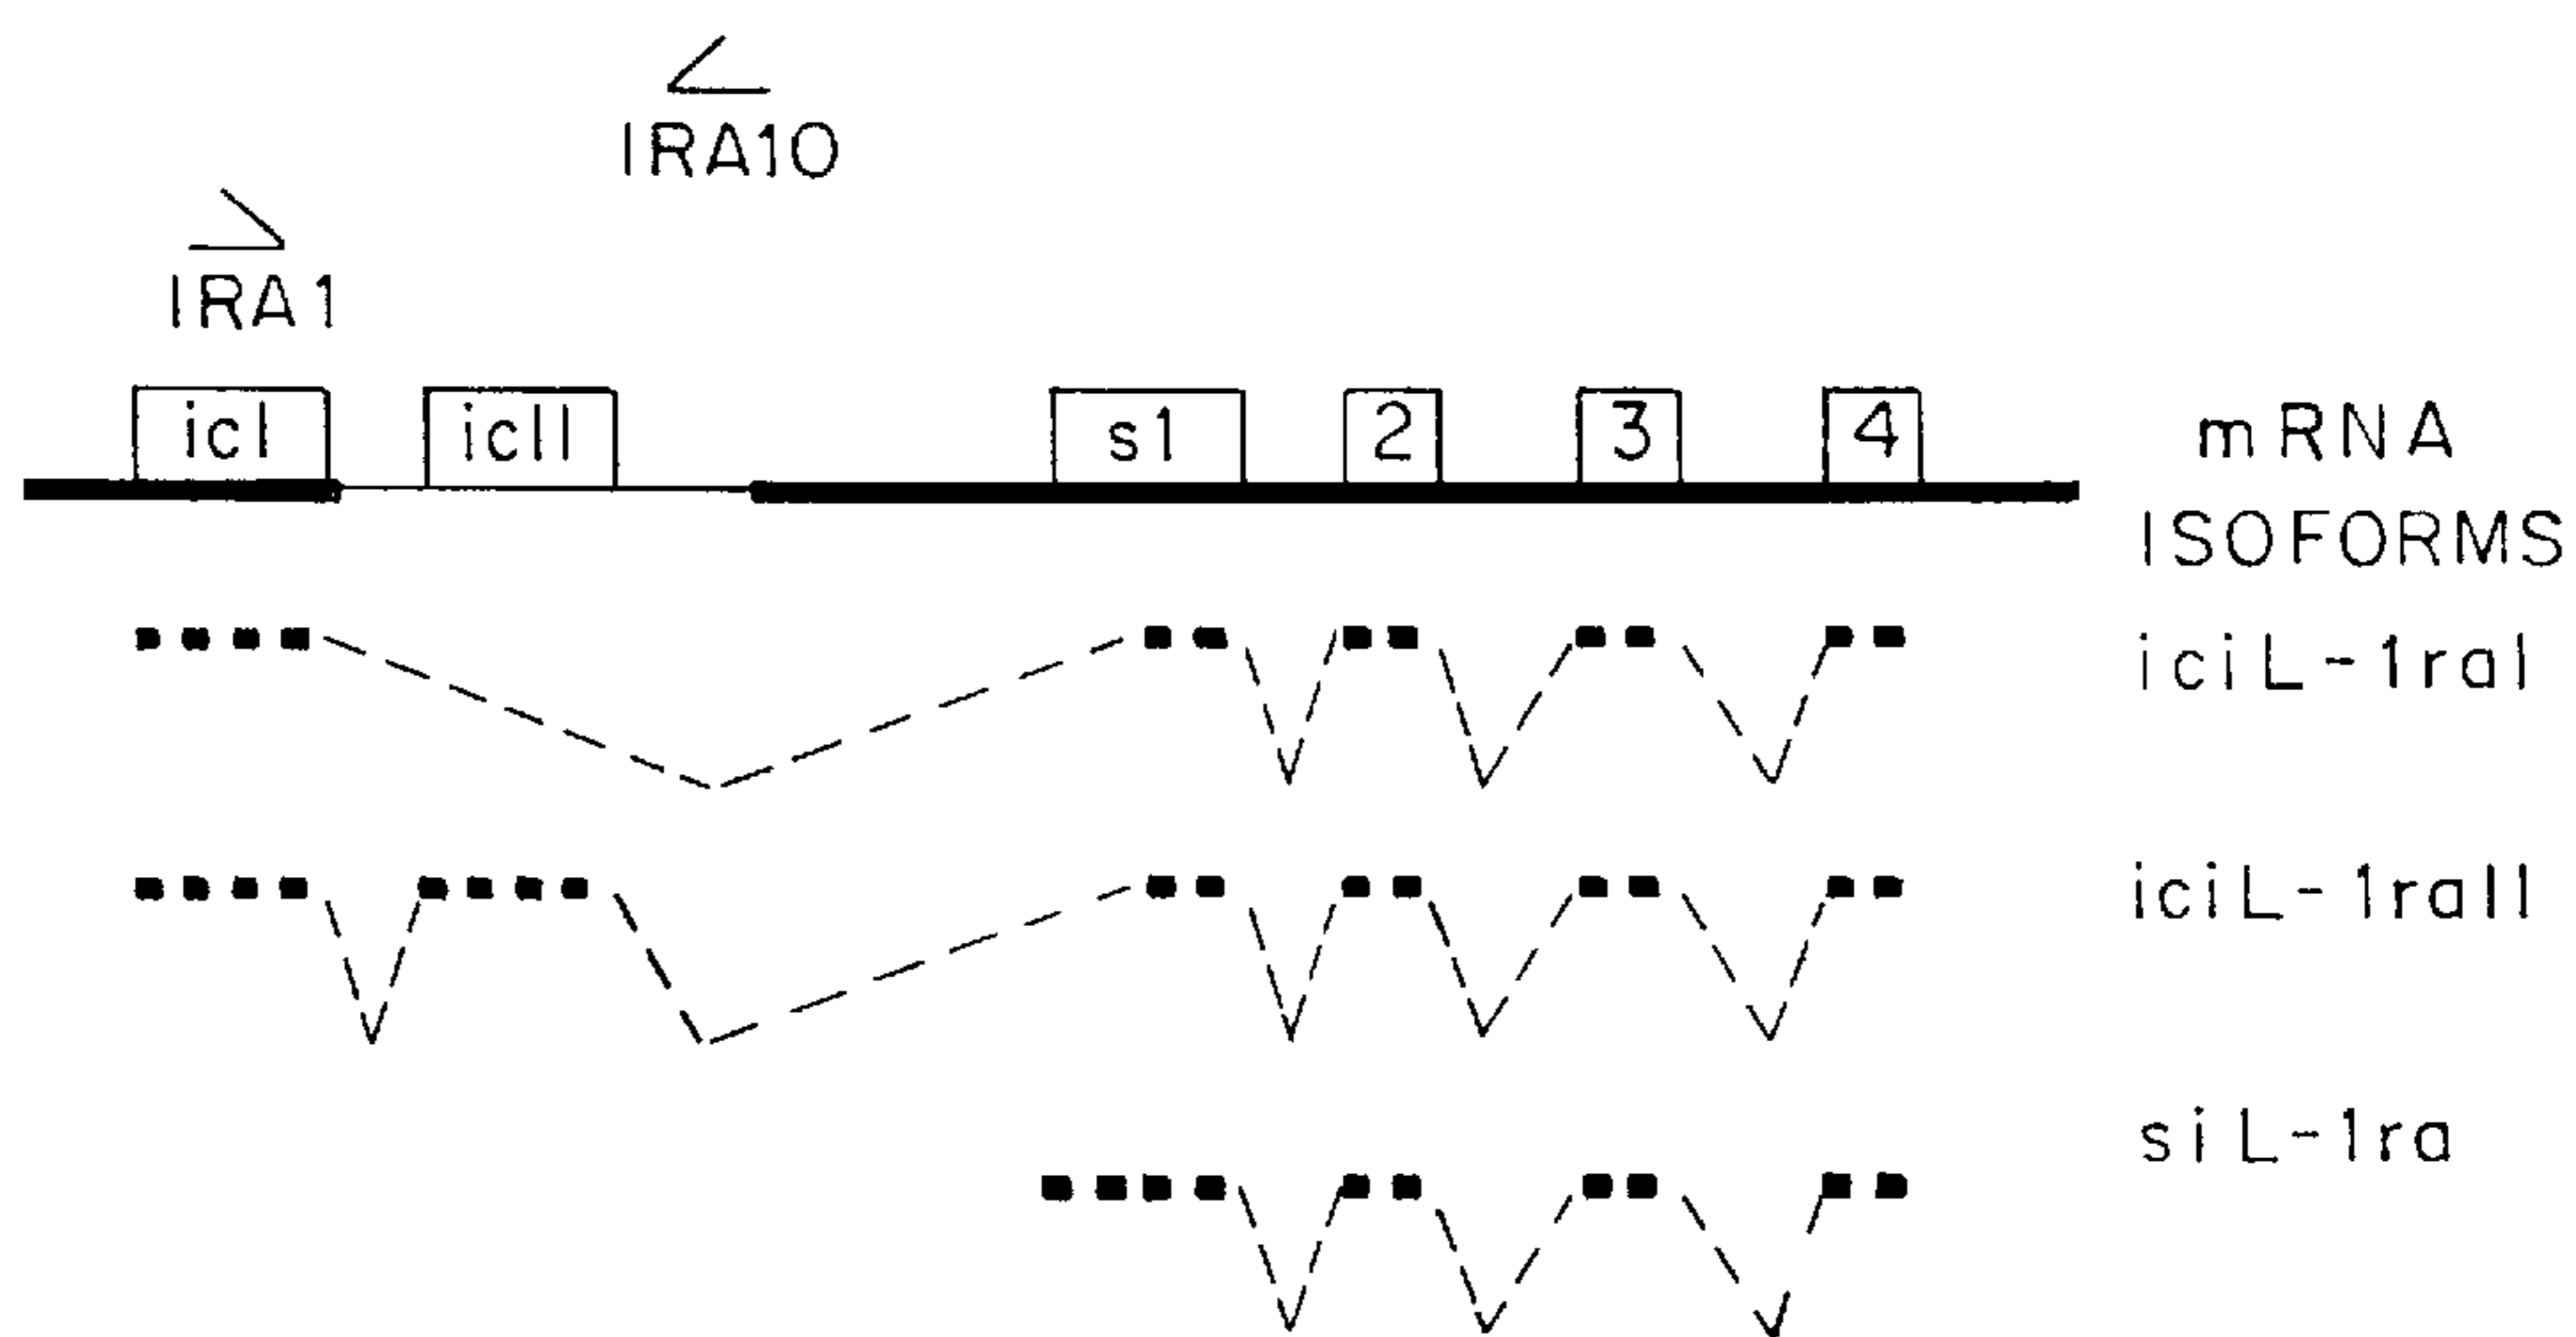 IRA10
IRA1
icI icII s1 2 3 4 mRNA
ISOFORMS
iciL-1raI
iciL-1raII
siL-1ra